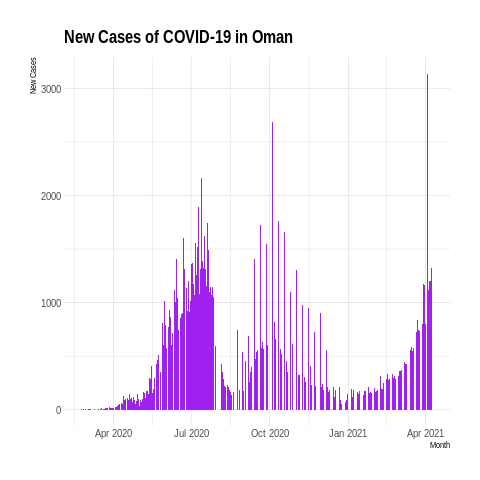 New Cases of COVID-19 in Oman
New Cases
3000
2000
1000
0
Apr 2020 Jul 2020 Oct 2020 Jan 2021 Apr 2021
Month